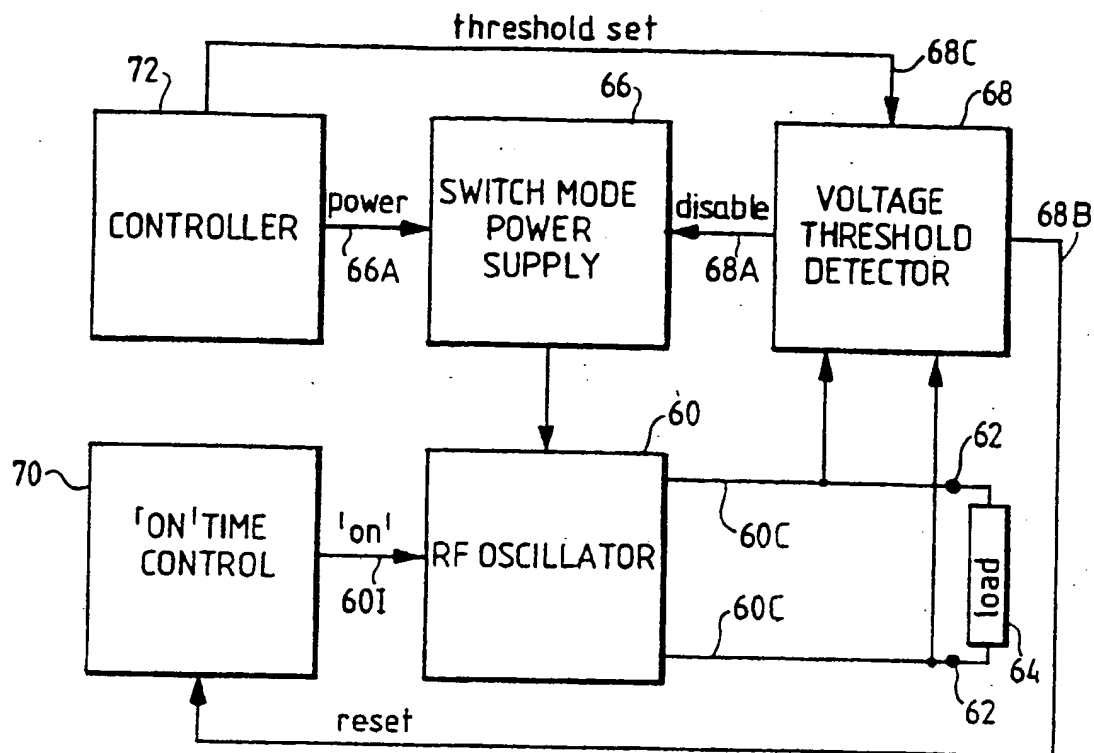 threshold set
68C
72
66
68
CONTROLLER
power
66A
SWITCH MODE
POWER
SUPPLY
disable
68A
VOLTAGE
THRESHOLD
DETECTOR
68B
60
62
70
'ON' TIME
CONTROL
'on'
60I
RF OSCILLATOR
60C
60C
load
64
62
reset